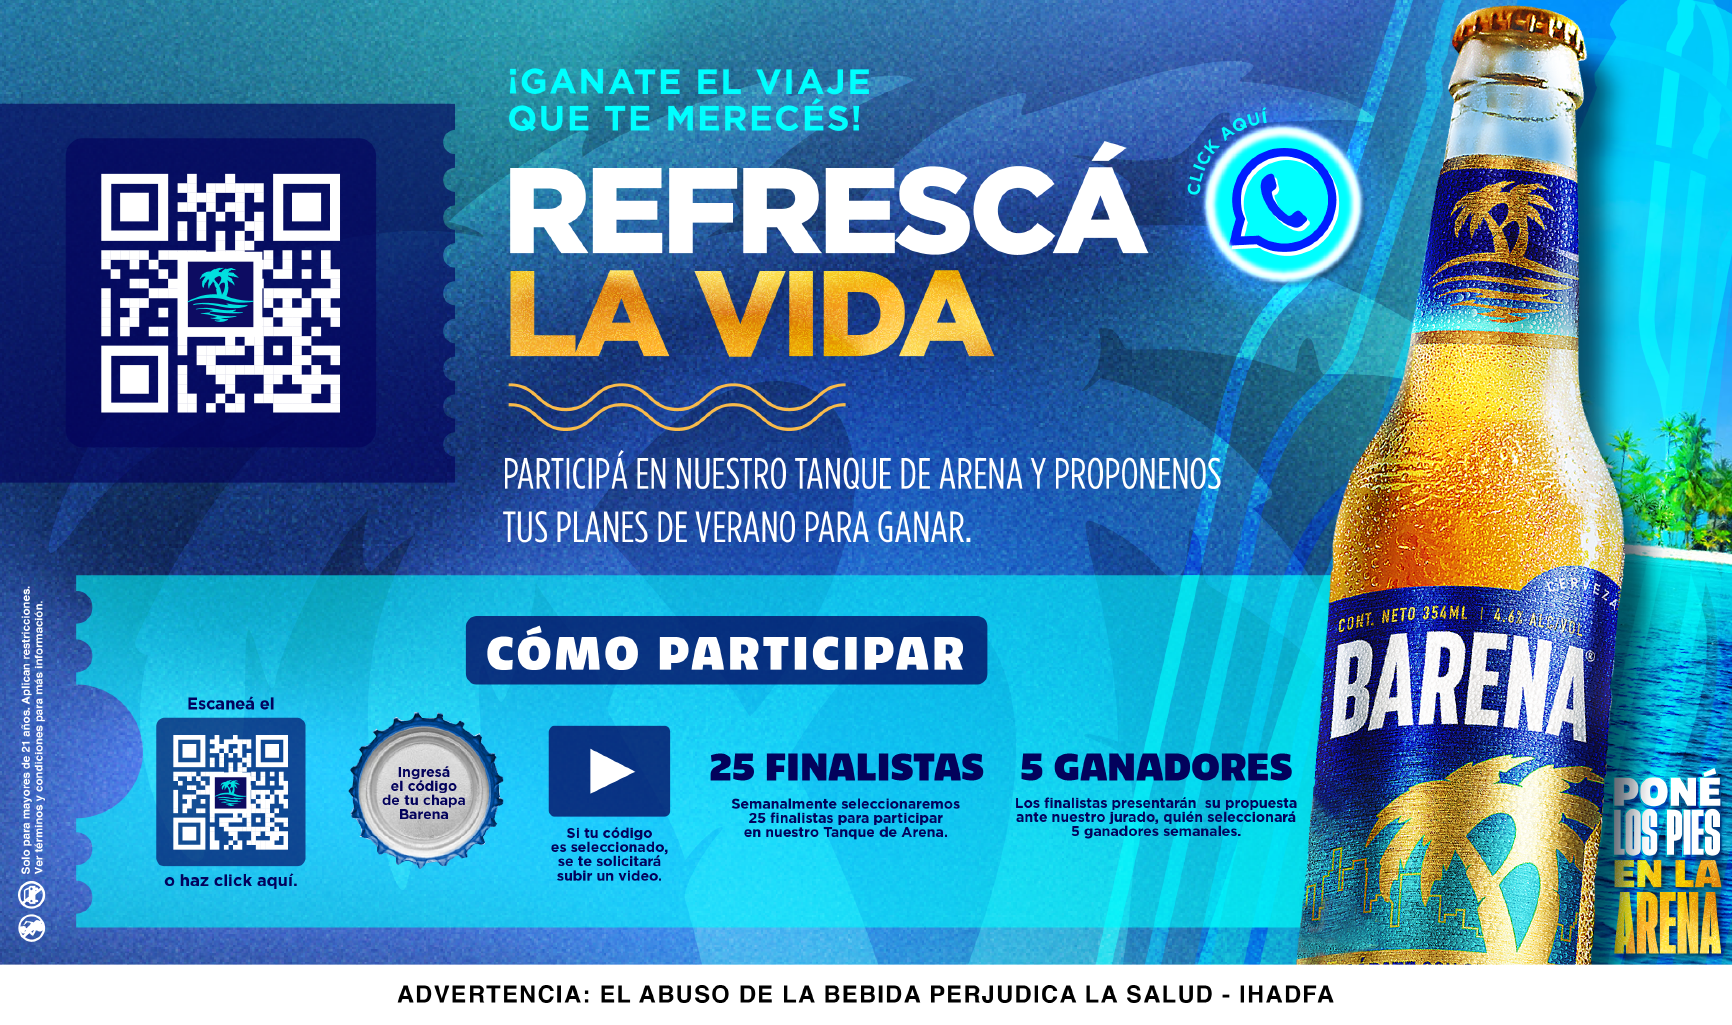 ¡GANATE EL VIAJE
QUE TE MERECÉS!
REFRESCÁ
LA VIDA
CLICK AQUÍ
PARTICIPÁ EN NUESTRO TANQUE DE ARENA Y PROPONENOS
TUS PLANES DE VERANO PARA GANAR.
CÓMO PARTICIPAR
Escaneá el
o haz click aquí.
Ingresá
el código
de tu chapa
Barena
Si tu código
es seleccionado,
se te solicitará
subir un video.
25 FINALISTAS
Semanalmente seleccionaremos
25 finalistas para participar
en nuestro Tanque de Arena.
5 GANADORES
Los finalistas presentarán su propuesta
ante nuestro jurado, quién seleccionará
5 ganadores semanales.
CERVEZA
CONT. NETO 354ML | 4.6% ALC/VOL
BARENA®
PONÉ
LOS PIES
EN LA
ARENA
Solo para mayores de 21 años. Aplican restricciones.
Ver términos y condiciones para más información.
ADVERTENCIA: EL ABUSO DE LA BEBIDA PERJUDICA LA SALUD - IHADFA